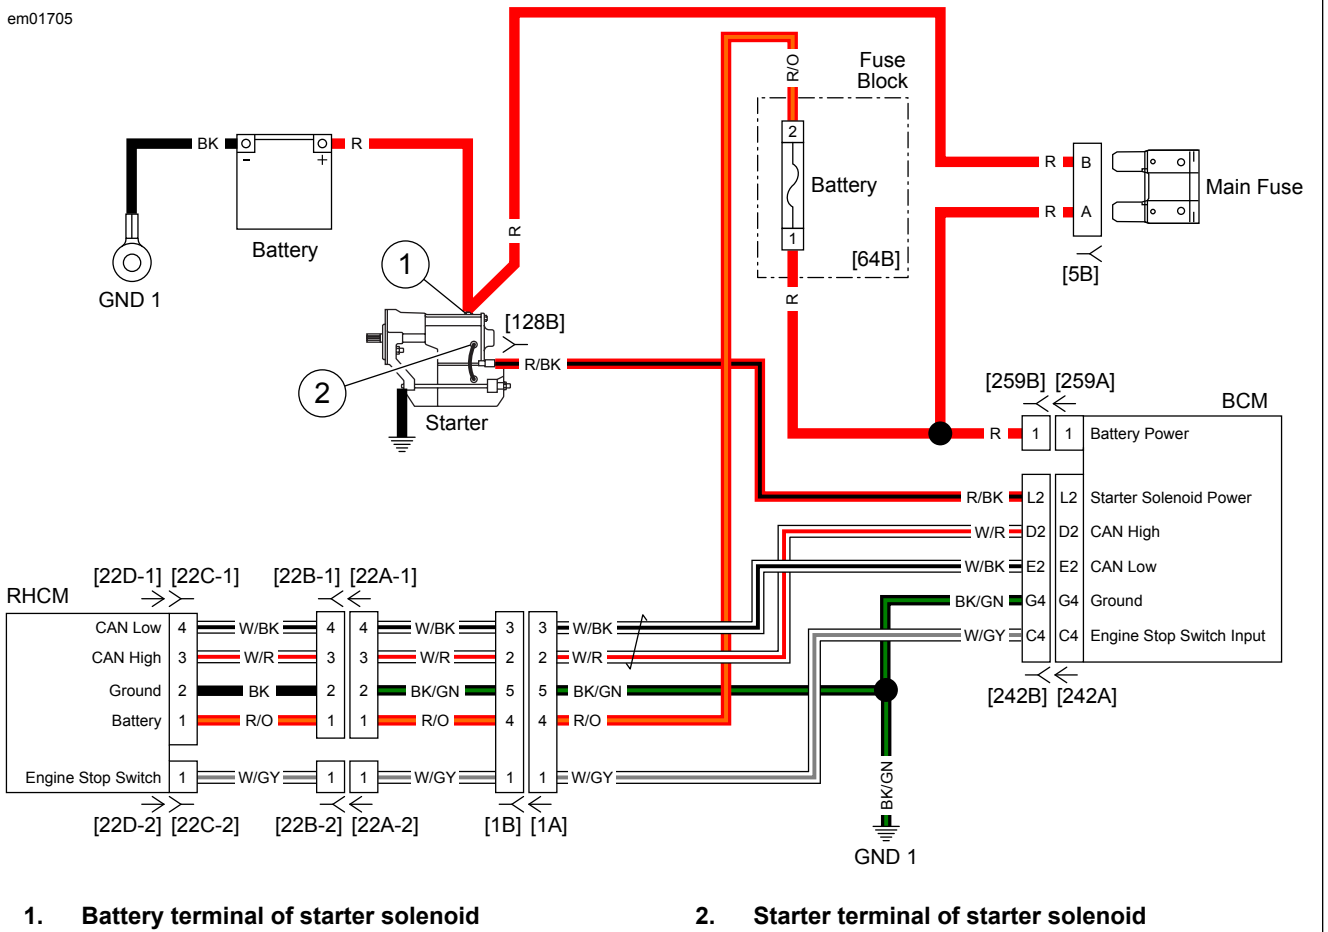 em01705
R/O
Fuse
Block
BK
R
-
+
Battery
GND 1
1
2
R
[128B]
R/BK
Starter
2
Battery
1
[64B]
R
R
B
R
A
Main Fuse
[5B]
[259B] [259A]
BCM
R
1
1
Battery Power
R/BK
L2
L2
Starter Solenoid Power
W/R
D2
D2
CAN High
W/BK
E2
E2
CAN Low
BK/GN
G4
G4
Ground
W/GY
C4
C4
Engine Stop Switch Input
[242B] [242A]
RHCM
[22D-1] [22C-1]
[22B-1] [22A-1]
CAN Low
4
W/BK
4
4
W/BK
3
3
W/BK
CAN High
3
W/R
3
3
W/R
2
2
W/R
Ground
2
BK
2
2
BK/GN
5
5
BK/GN
Battery
1
R/O
1
1
R/O
4
4
R/O
Engine Stop Switch
1
W/GY
1
1
W/GY
1
1
W/GY
[22D-2] [22C-2]
[22B-2] [22A-2]
[1B] [1A]
BK/GN
GND 1
1. Battery terminal of starter solenoid
2. Starter terminal of starter solenoid